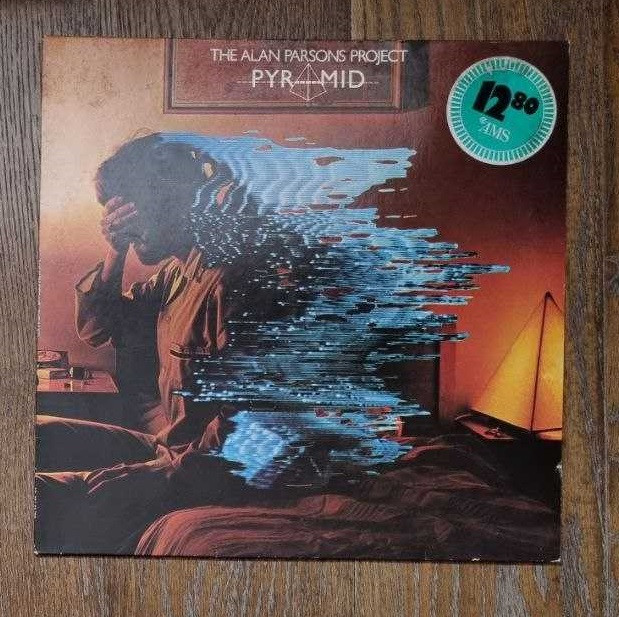 THE ALAN PARSONS PROJECT
PYRAMID
12 80
AMS